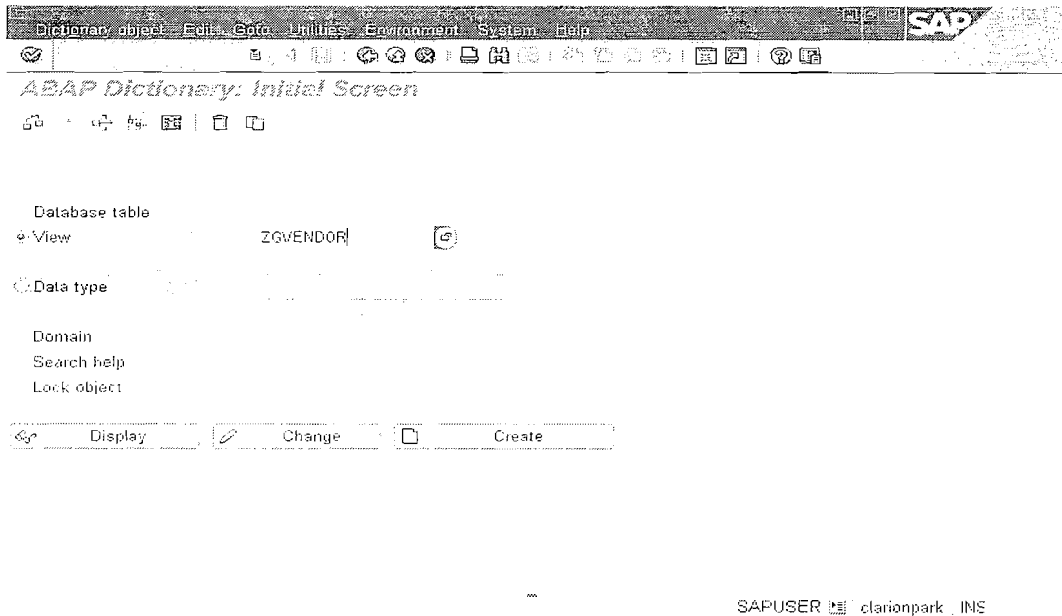 Dictionary object Edit Goto Utilities Environment System Help
SAP
ABAP Dictionary: Initial Screen
Database table
View ZGVENDOR
Data type
Domain
Search help
Lock object
Display Change Create
SAPUSER clarionpark INS